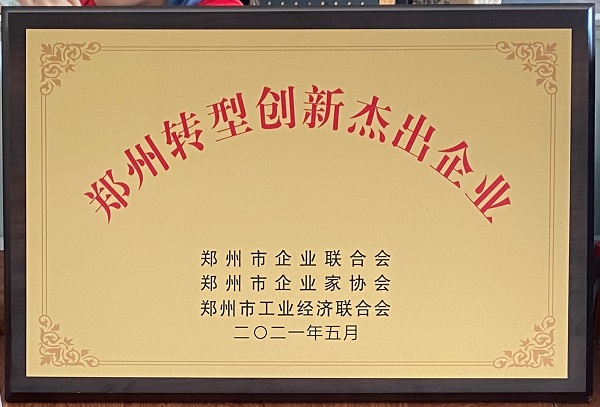 郑州转型创新杰出企业
郑州市企业联合会
郑州市企业家协会
郑州市工业经济联合会
二〇二一年五月